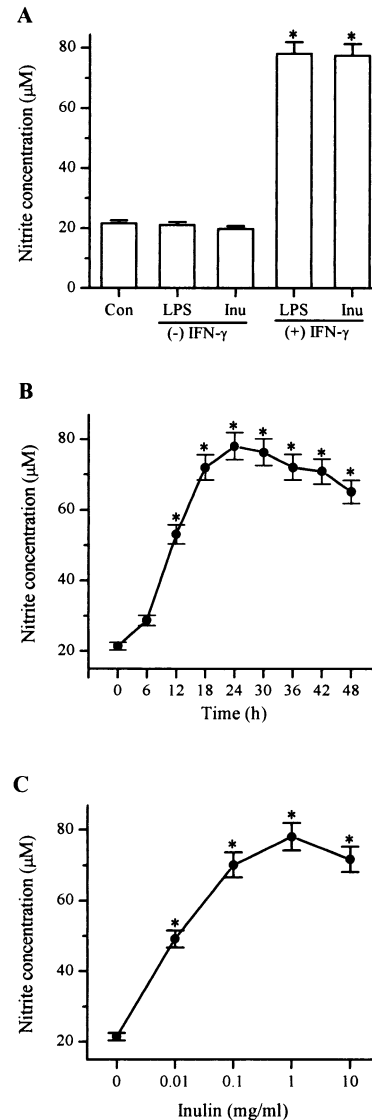 A
Nitrite concentration (μM)
80
60
40
20
0
*
*
Con
LPS
Inu
LPS
Inu
(-) IFN-γ
(+) IFN-γ
B
Nitrite concentration (μM)
80
60
40
20
*
*
*
*
*
*
*
0 6 12 18 24 30 36 42 48
Time (h)
C
Nitrite concentration (μM)
80
60
40
20
*
*
*
*
0 0.01 0.1 1 10
Inulin (mg/ml)